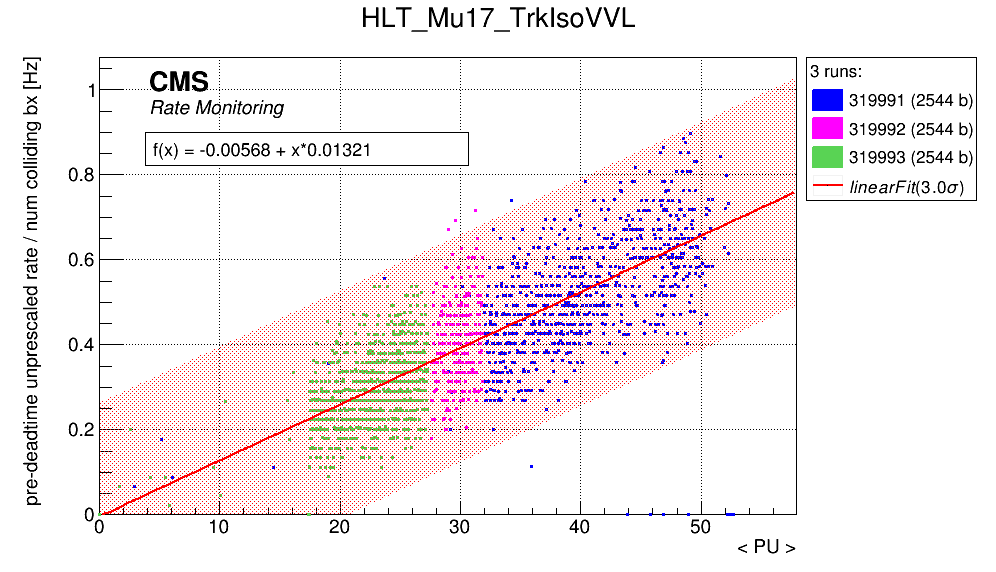 HLT_Mu17_TrkIsoVVL
pre-deadtime unprescaled rate / num colliding bx [Hz]
CMS
Rate Monitoring
f(x) = -0.00568 + x*0.01321
1
0.8
0.6
0.4
0.2
0
0 10 20 30 40 50
< PU >
3 runs:
319991 (2544 b)
319992 (2544 b)
319993 (2544 b)
linearFit(3.0σ)